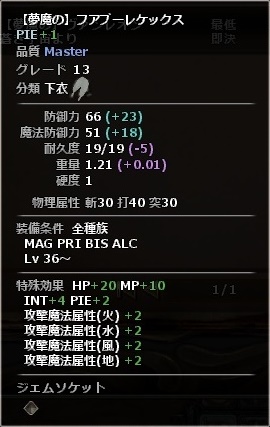 【夢魔の】フアプーレケックス
PIE+1
品質 Master
グレード 13
分類 下衣
防御力 66 (+23)
魔法防御力 51 (+18)
耐久度 19/19 (-5)
重量 1.21 (+0.01)
硬度 1
物理属性 斬30 打40 突30
装備条件 全種族
MAG PRI BIS ALC
Lv 36~
特殊効果 HP+20 MP+10
INT+4 PIE+2
攻撃魔法属性(火) +2
攻撃魔法属性(水) +2
攻撃魔法属性(風) +2
攻撃魔法属性(地) +2
1/1
ジェムソケット
最低
即決